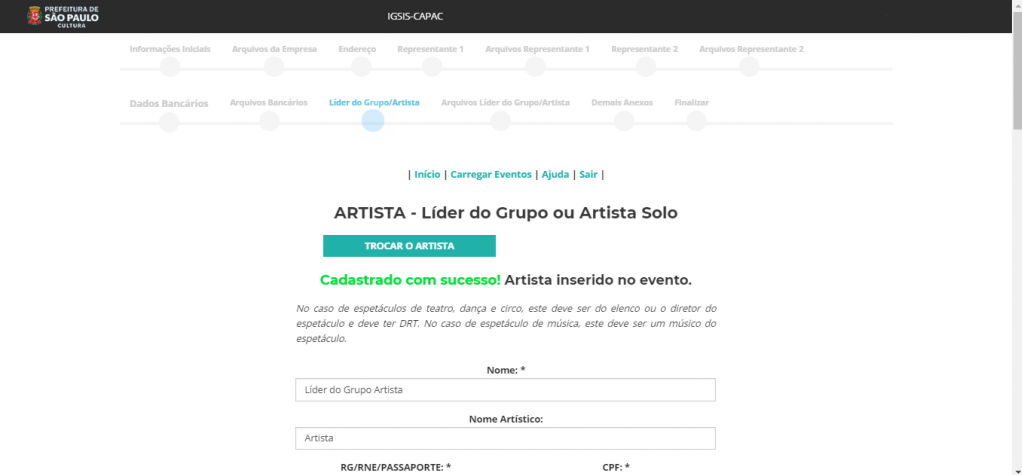 PREFEITURA DE
SÃO PAULO
CULTURA
IGSIS-CAPAC
Informações Iniciais Arquivos da Empresa Endereço Representante 1 Arquivos Representante 1 Representante 2 Arquivos Representante 2
Dados Bancários Arquivos Bancários Líder do Grupo/Artista Arquivos Líder do Grupo/Artista Demais Anexos Finalizar
| Início | Carregar Eventos | Ajuda | Sair |
ARTISTA - Líder do Grupo ou Artista Solo
TROCAR O ARTISTA
Cadastrado com sucesso! Artista inserido no evento.
No caso de espetáculos de teatro, dança e circo, este deve ser do elenco ou o diretor do
espetáculo e deve ter DRT. No caso de espetáculo de música, este deve ser um músico do
espetáculo.
Nome: *
Líder do Grupo Artista
Nome Artístico:
Artista
RG/RNE/PASSAPORTE: * CPF: *